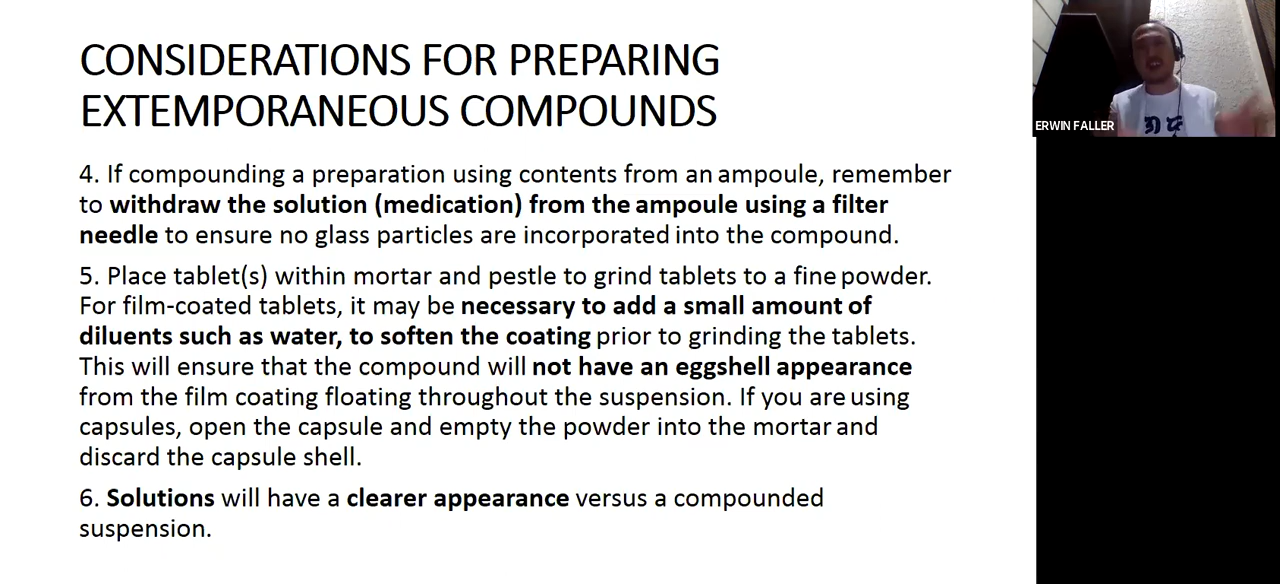 CONSIDERATIONS FOR PREPARING
EXTEMPORANEOUS COMPOUNDS
4. If compounding a preparation using contents from an ampoule, remember
to withdraw the solution (medication) from the ampoule using a filter
needle to ensure no glass particles are incorporated into the compound.
5. Place tablet(s) within mortar and pestle to grind tablets to a fine powder.
For film-coated tablets, it may be necessary to add a small amount of
diluents such as water, to soften the coating prior to grinding the tablets.
This will ensure that the compound will not have an eggshell appearance
from the film coating floating throughout the suspension. If you are using
capsules, open the capsule and empty the powder into the mortar and
discard the capsule shell.
6. Solutions will have a clearer appearance versus a compounded
suspension.
ERWIN FALLER